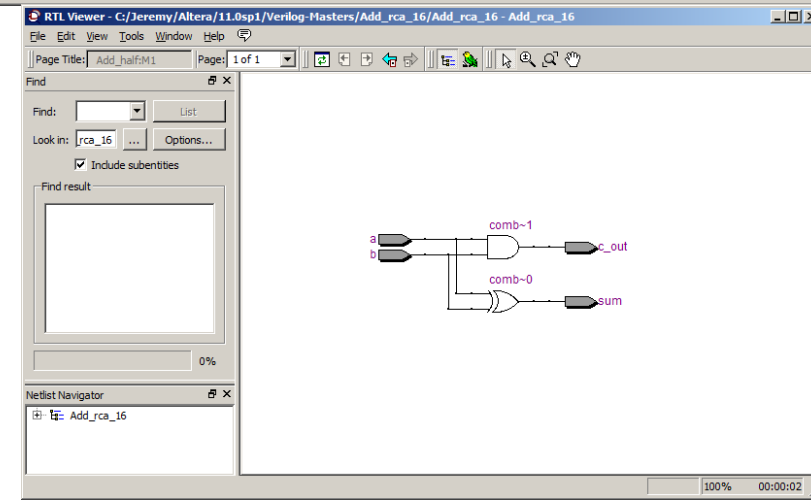 RTL Viewer - C:/Jeremy/Altera/11.0sp1/Verilog-Masters/Add_rca_16/Add_rca_16 - Add_rca_16
File Edit View Tools Window Help
Page Title: Add_half:M1 Page: 1 of 1
Find
Find: List
Look in: rca_16 ... Options...
Include subentities
Find result
0%
Netlist Navigator
Add_rca_16
comb~1
a
c_out
b
comb~0
sum
100% 00:00:02